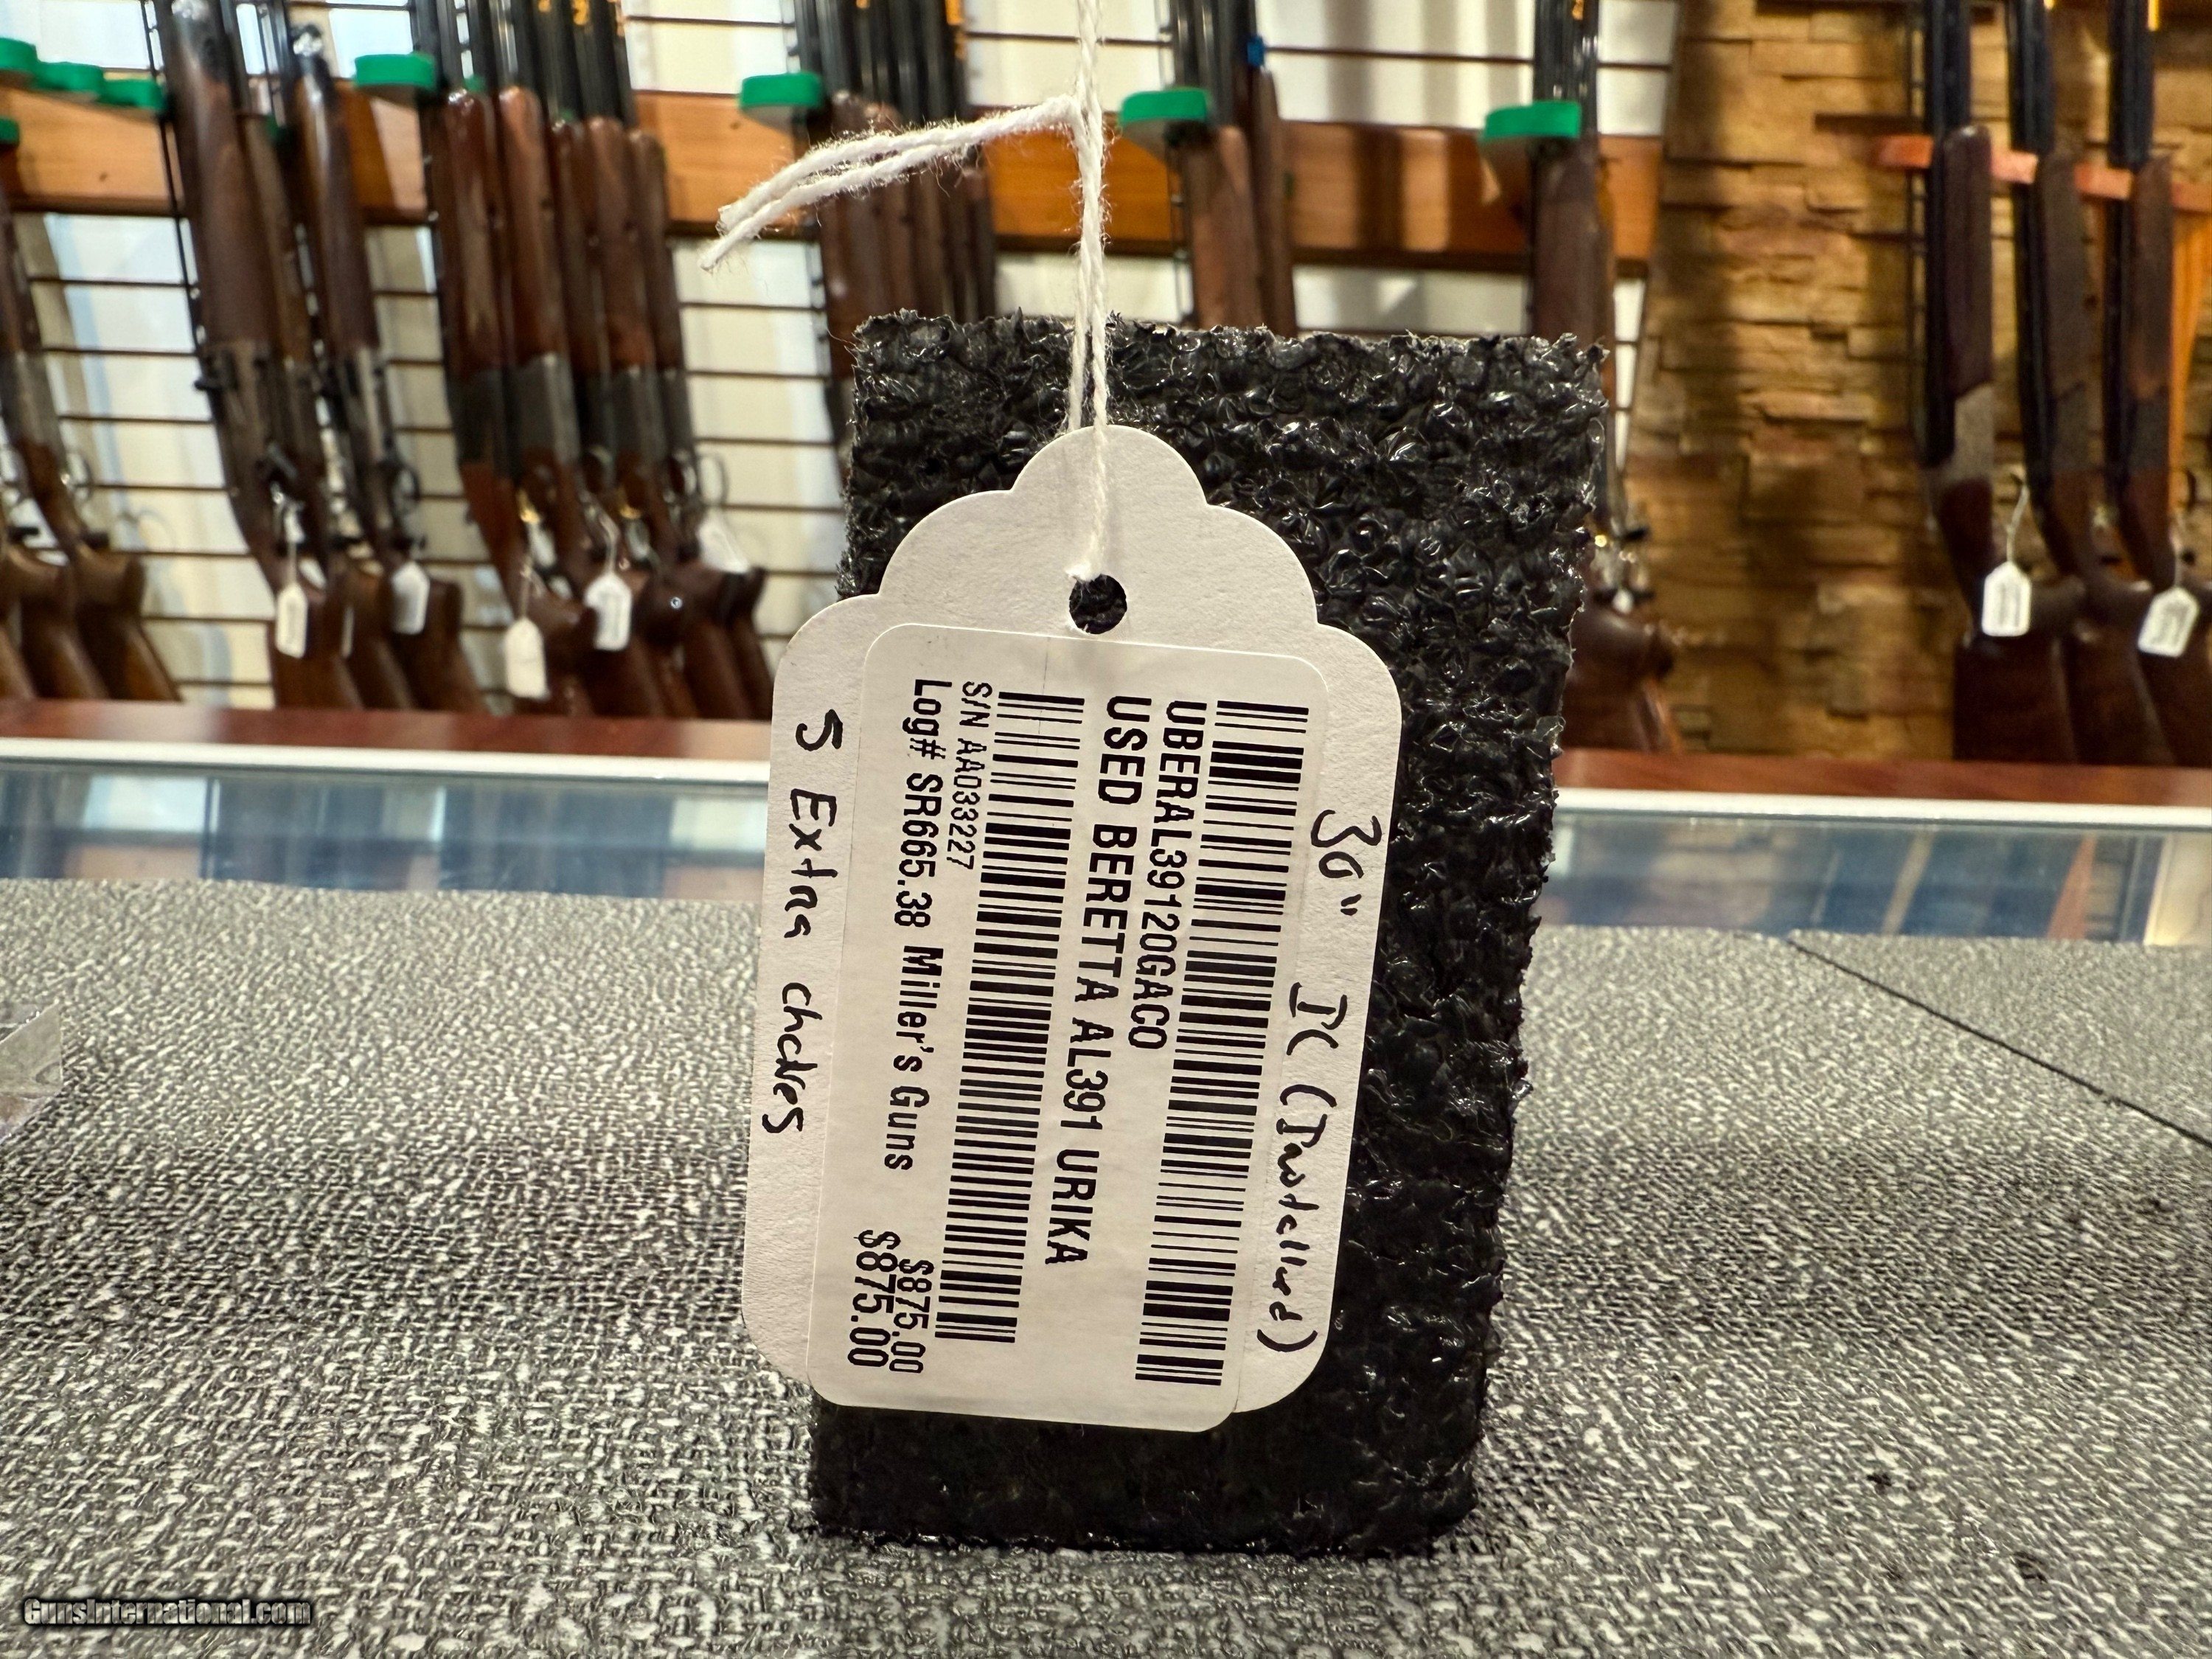 30" IC (Installed)
UBERAL39120GACO
USED BERETTA AL391 URIKA
S/N AA033227
$875.00
Log# SR665.38 Miller's Guns $875.00
5 Extra chokes
GunsInternational.com